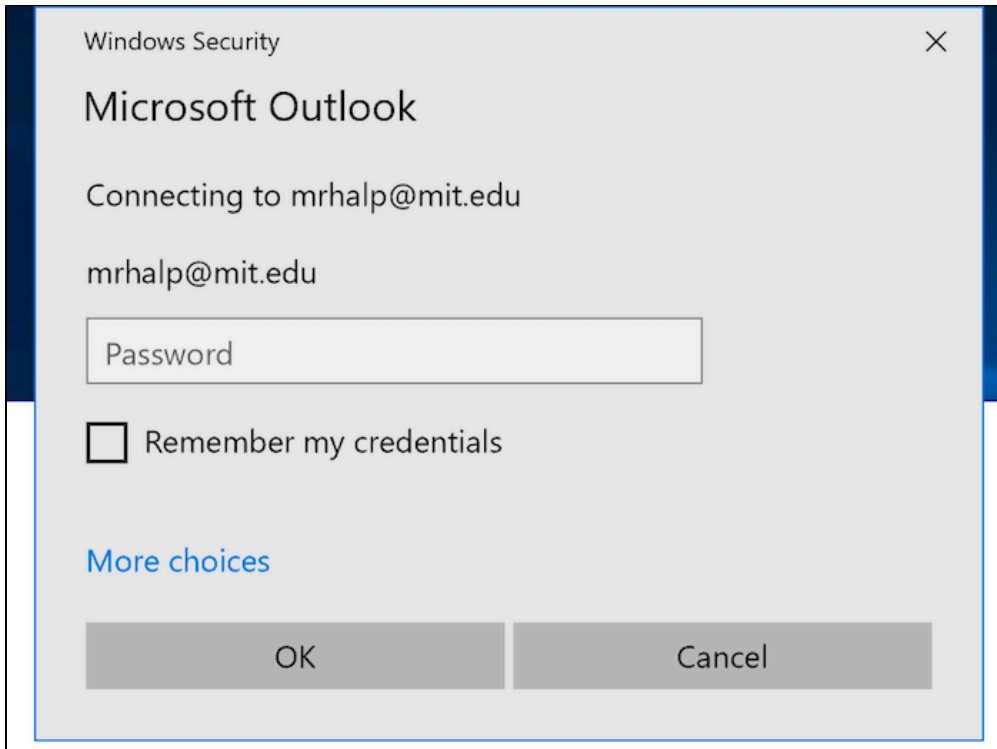 Windows Security
Microsoft Outlook
Connecting to mrhalp@mit.edu
mrhalp@mit.edu
Password
Remember my credentials
More choices
OK
Cancel